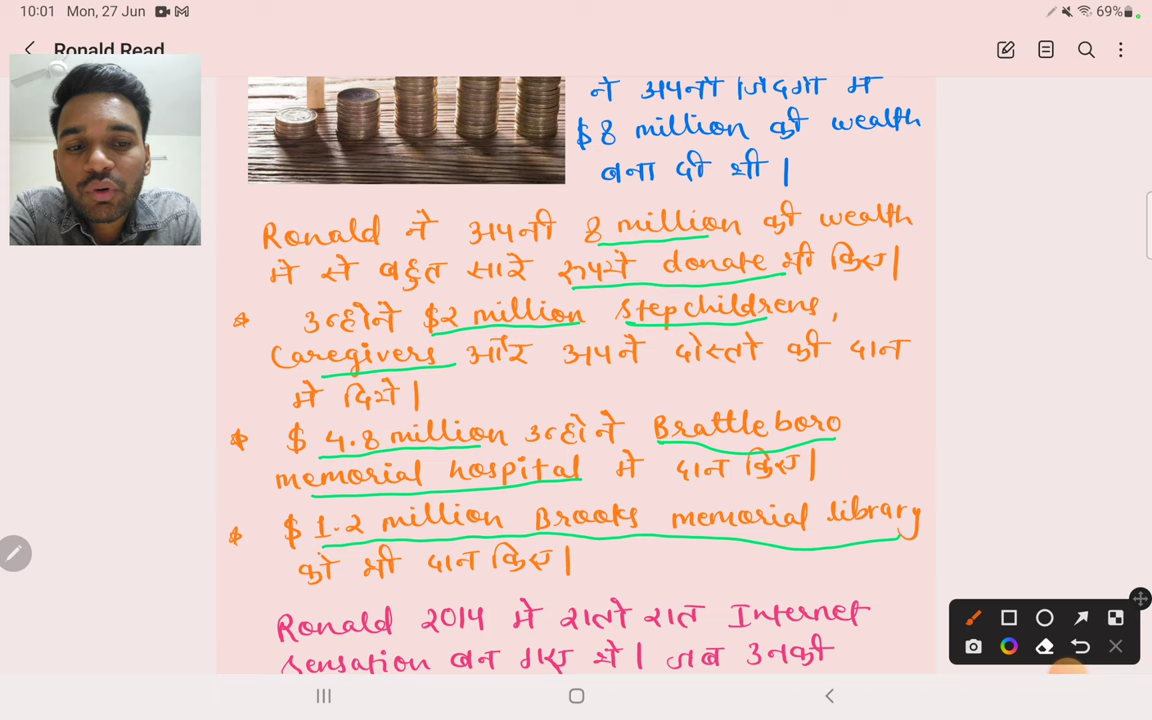 10:01 Mon, 27 Jun
69%
Ronald Read
ने अपनी जिंदगी में
$8 million की wealth
बना दी थी |
Ronald ने अपनी 8 million की wealth
मे से बहुत सारे रुपये donate भी किए |
* उन्होंने $2 million Stepchildrens,
Caregivers और अपने दोस्तो को दान
मे दिये |
* $ 4.8 million उन्होंने Brattleboro
memorial hospital मे दान किए |
* $ 1.2 million Brooks memorial library
को भी दान किए |
Ronald 2014 मे रातो रात Internet
Sensation बन गए थे | जब उनकी